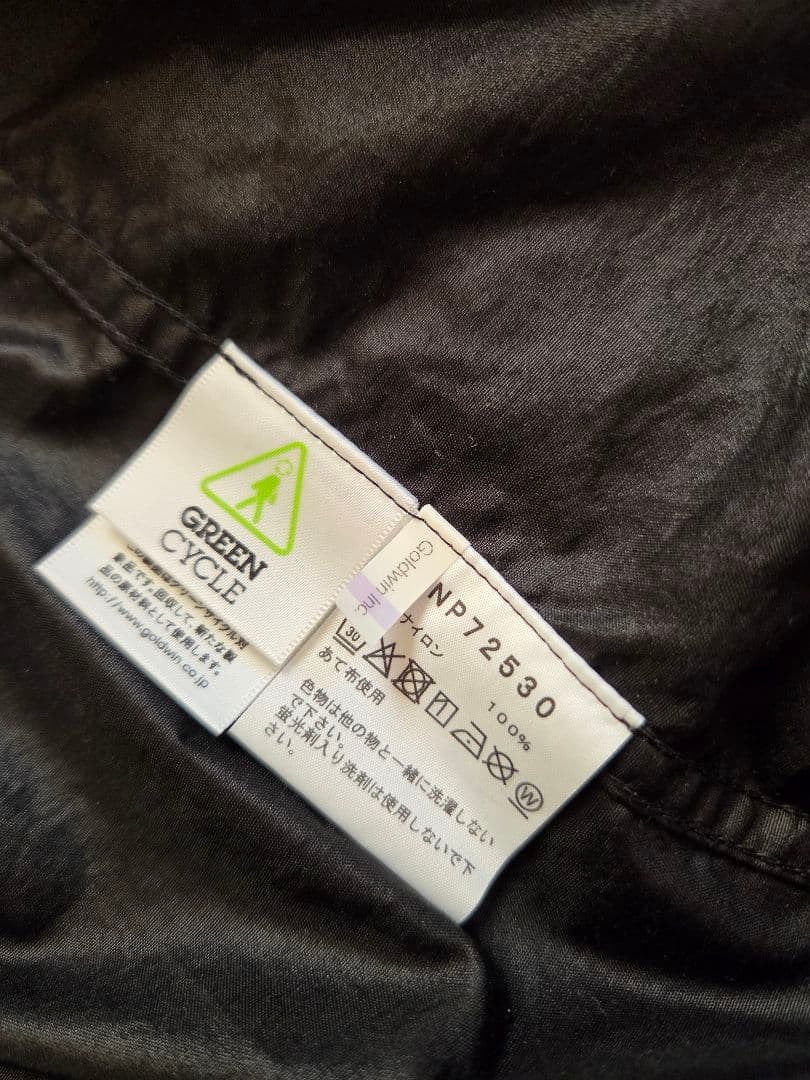 GREEN
CYCLE
製品です。回収して、新たな製
品の原材料として使用します。
http://www.goldwin.co.jp
Goldwin Inc.
NP72530
ナイロン 100%
30
W
あて布使用
色物は他の物と一緒に洗濯しない
で下さい。
蛍光剤入り洗剤は使用しないで下
さい。